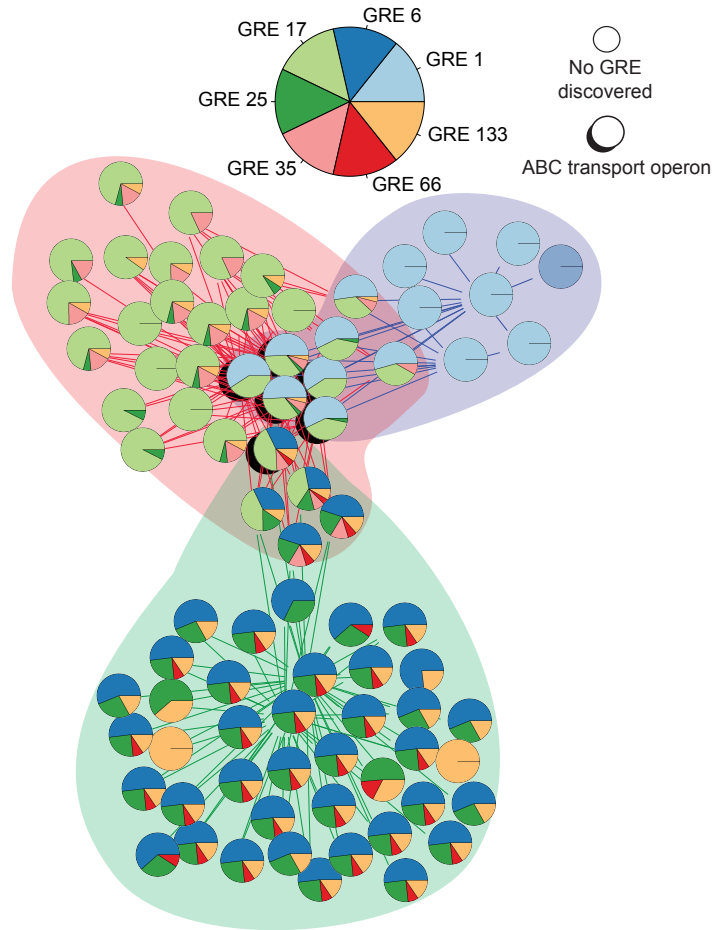 GRE 6
GRE 17
GRE 1
GRE 25
GRE 133
GRE 35
GRE 66
No GRE
discovered
ABC transport operon